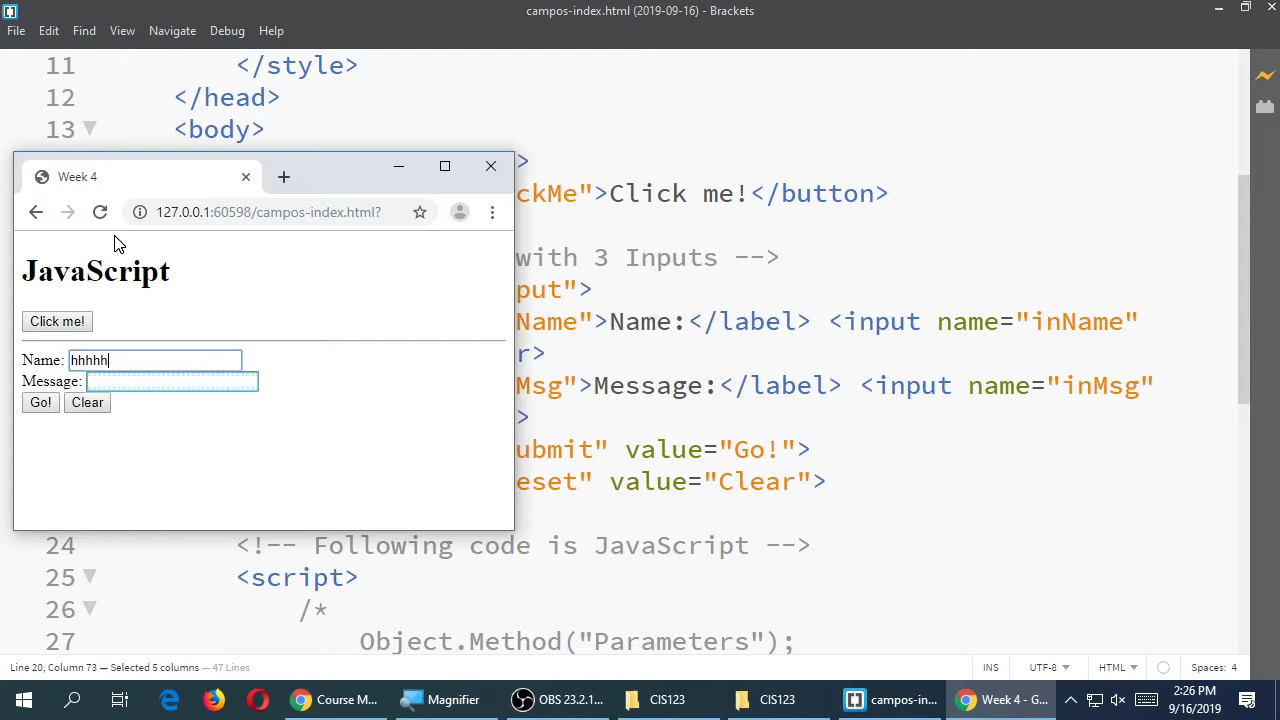 campos-index.html (2019-09-16) - Brackets
File Edit Find View Navigate Debug Help
11 </style>
12 </head>
13 <body>
>
ckMe">Click me!</button>
with 3 Inputs -->
put">
Name">Name:</label> <input name="inName"
r>
Msg">Message:</label> <input name="inMsg"
>
ubmit" value="Go!">
eset" value="Clear">
24 <!-- Following code is JavaScript -->
25 <script>
26 /*
27 Object.Method("Parameters");
Week 4
127.0.0.1:60598/campos-index.html?
JavaScript
Click me!
Name: hhhhh
Message:
Go! Clear
Line 20, Column 73 — Selected 5 columns — 47 Lines
INS UTF-8 HTML Spaces: 4
Course M... Magnifier OBS 23.2.1... CIS123 CIS123 campos-in... Week 4 - G...
2:26 PM
9/16/2019